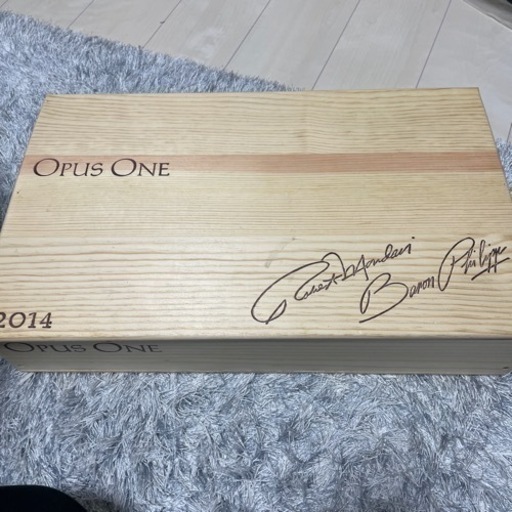 OPUS ONE
Robert Mondavi
Baron Philippe
2014
OPUS ONE